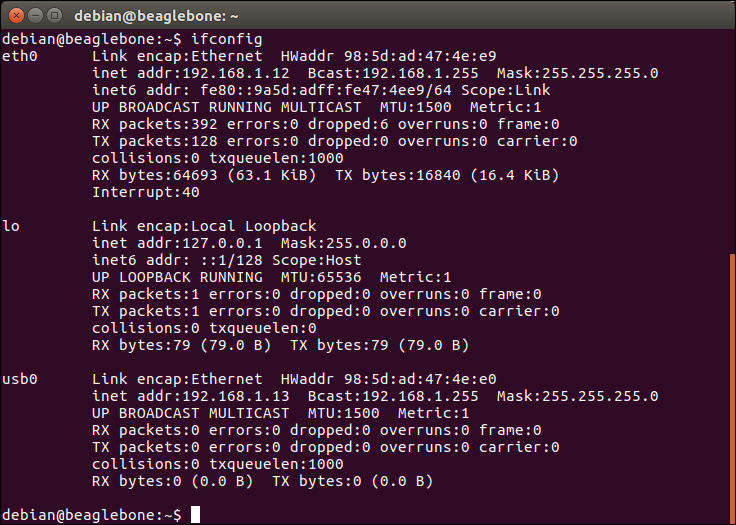 debian@beaglebone: ~
debian@beaglebone:~$ ifconfig
eth0      Link encap:Ethernet  HWaddr 98:5d:ad:47:4e:e9
          inet addr:192.168.1.12  Bcast:192.168.1.255  Mask:255.255.255.0
          inet6 addr: fe80::9a5d:adff:fe47:4ee9/64 Scope:Link
          UP BROADCAST RUNNING MULTICAST  MTU:1500  Metric:1
          RX packets:392 errors:0 dropped:6 overruns:0 frame:0
          TX packets:128 errors:0 dropped:0 overruns:0 carrier:0
          collisions:0 txqueuelen:1000
          RX bytes:64693 (63.1 KiB)  TX bytes:16840 (16.4 KiB)
          Interrupt:40
lo        Link encap:Local Loopback
          inet addr:127.0.0.1  Mask:255.0.0.0
          inet6 addr: ::1/128 Scope:Host
          UP LOOPBACK RUNNING  MTU:65536  Metric:1
          RX packets:1 errors:0 dropped:0 overruns:0 frame:0
          TX packets:1 errors:0 dropped:0 overruns:0 carrier:0
          collisions:0 txqueuelen:0
          RX bytes:79 (79.0 B)  TX bytes:79 (79.0 B)
usb0      Link encap:Ethernet  HWaddr 98:5d:ad:47:4e:e0
          inet addr:192.168.1.13  Bcast:192.168.1.255  Mask:255.255.255.0
          UP BROADCAST MULTICAST  MTU:1500  Metric:1
          RX packets:0 errors:0 dropped:0 overruns:0 frame:0
          TX packets:0 errors:0 dropped:0 overruns:0 carrier:0
          collisions:0 txqueuelen:1000
          RX bytes:0 (0.0 B)  TX bytes:0 (0.0 B)
debian@beaglebone:~$